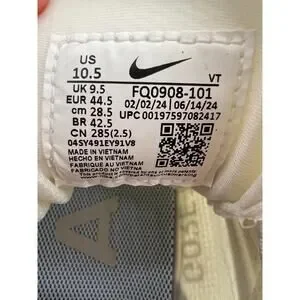 US
10.5
VT
UK 9.5
EUR 44.5
cm 28.5
BR 42.5
CN 285(2.5)
FQ0908-101
02/02/24 06/14/24
UPC 00197597082417
04SY491EY91V8
MADE IN VIETNAM
HECHO EN VIETNAM
FABRIQUE AU VIETNAM
FABRICADO NO VIETNAM